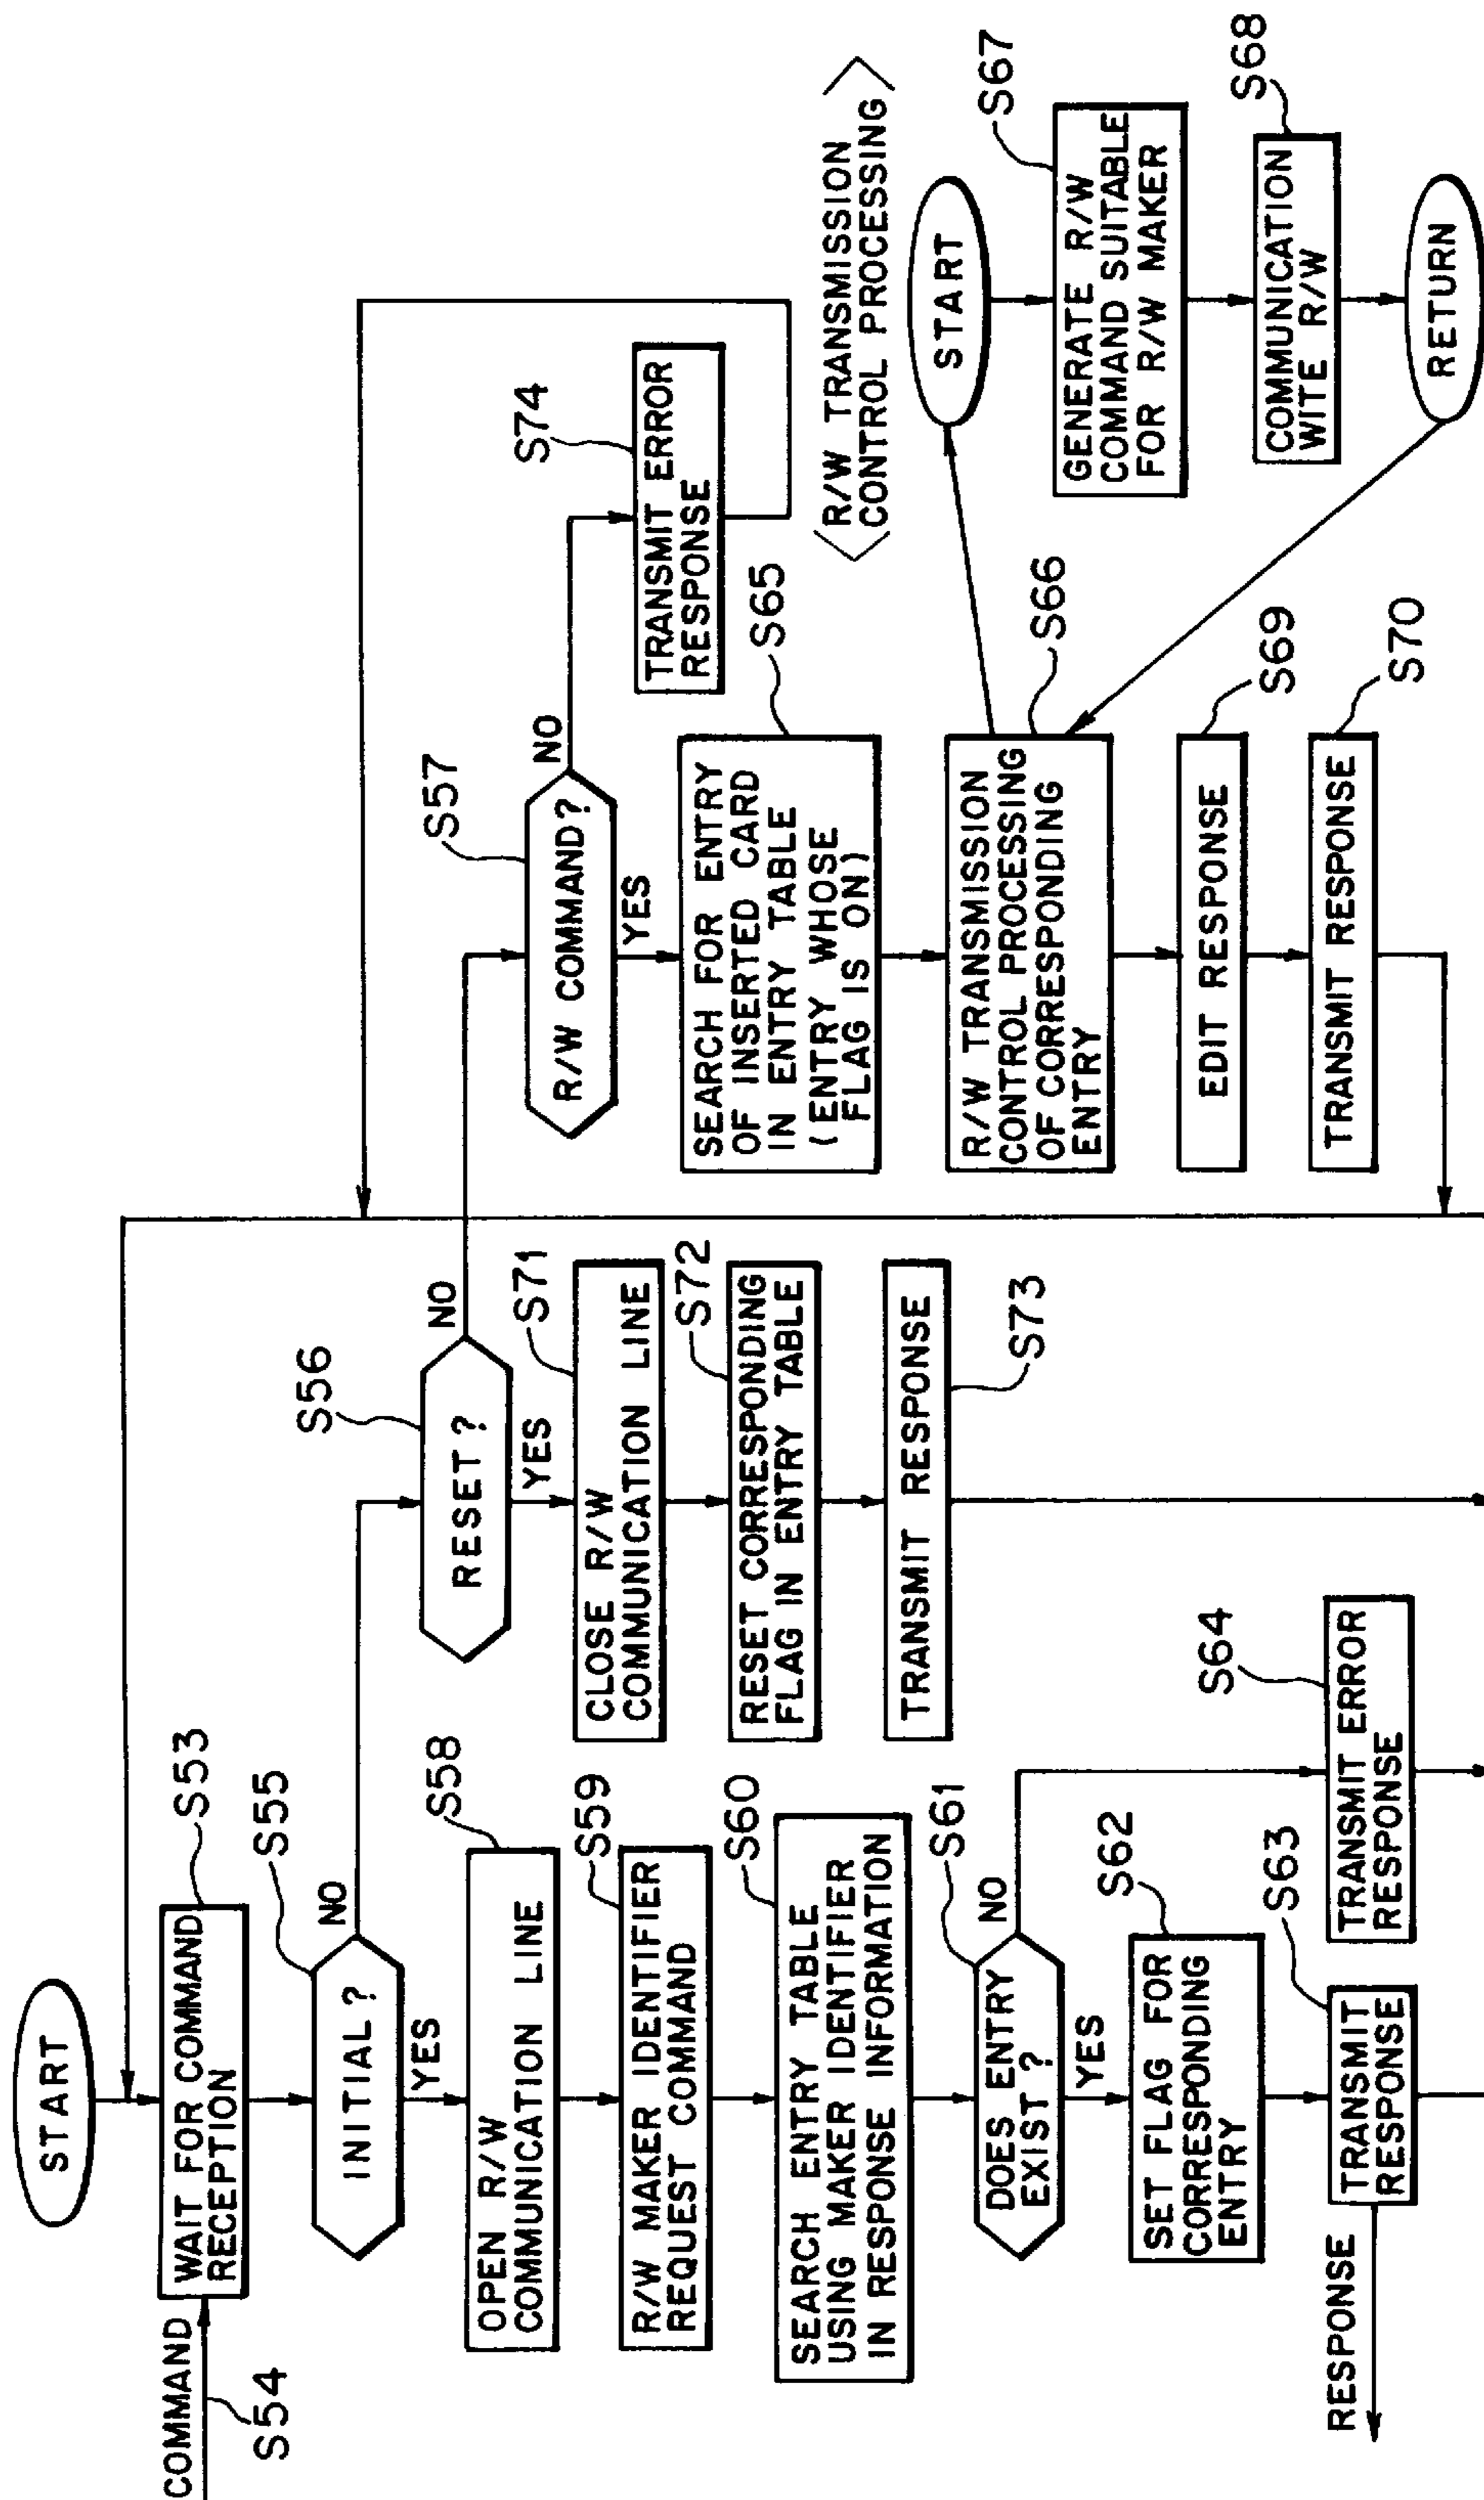 START
COMMAND
S54
WAIT FOR COMMAND
RECEPTION
S53
INITIAL?
S55
NO
YES
OPEN R/W
COMMUNICATION LINE
S58
R/W MAKER IDENTIFIER
REQUEST COMMAND
S59
SEARCH ENTRY TABLE
USING MAKER IDENTIFIER
IN RESPONSE INFORMATION
S60
DOES ENTRY
EXIST?
S61
NO
YES
SET FLAG FOR
CORRESPONDING
ENTRY
S62
TRANSMIT
RESPONSE
S63
RESPONSE
TRANSMIT ERROR
RESPONSE
S64
RESET?
S56
NO
YES
CLOSE R/W
COMMUNICATION LINE
S71
RESET CORRESPONDING
FLAG IN ENTRY TABLE
S72
TRANSMIT RESPONSE
S73
R/W COMMAND?
S57
NO
YES
TRANSMIT ERROR
RESPONSE
S74
SEARCH FOR ENTRY
OF INSERTED CARD
IN ENTRY TABLE
(ENTRY WHOSE
FLAG IS ON)
S65
R/W TRANSMISSION
CONTROL PROCESSING
OF CORRESPONDING
ENTRY
S66
EDIT RESPONSE
S69
TRANSMIT RESPONSE
S70
<R/W TRANSMISSION
CONTROL PROCESSING>
START
GENERATE R/W
COMMAND SUITABLE
FOR R/W MAKER
S67
COMMUNICATION
WITE R/W
S68
RETURN